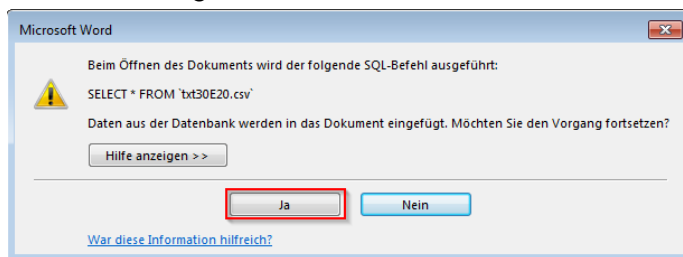 Microsoft Word
Beim Öffnen des Dokuments wird der folgende SQL-Befehl ausgeführt:
SELECT * FROM `txt30E20.csv`
Daten aus der Datenbank werden in das Dokument eingefügt. Möchten Sie den Vorgang fortsetzen?
Hilfe anzeigen >>
Ja Nein
War diese Information hilfreich?